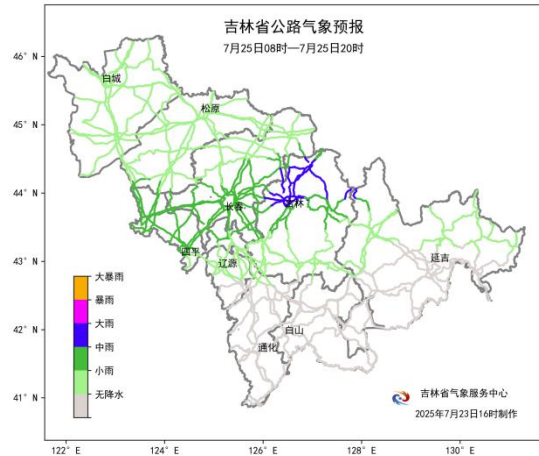 吉林省公路气象预报
7月25日08时—7月25日20时
46° N
白城
松原
45° N
44° N
长春
吉林
四平
43° N
辽源
延吉
大暴雨
暴雨
大雨
42° N
中雨
白山
小雨
通化
无降水
41° N
吉林省气象服务中心
2025年7月23日16时制作
122° E
124° E
126° E
128° E
130° E